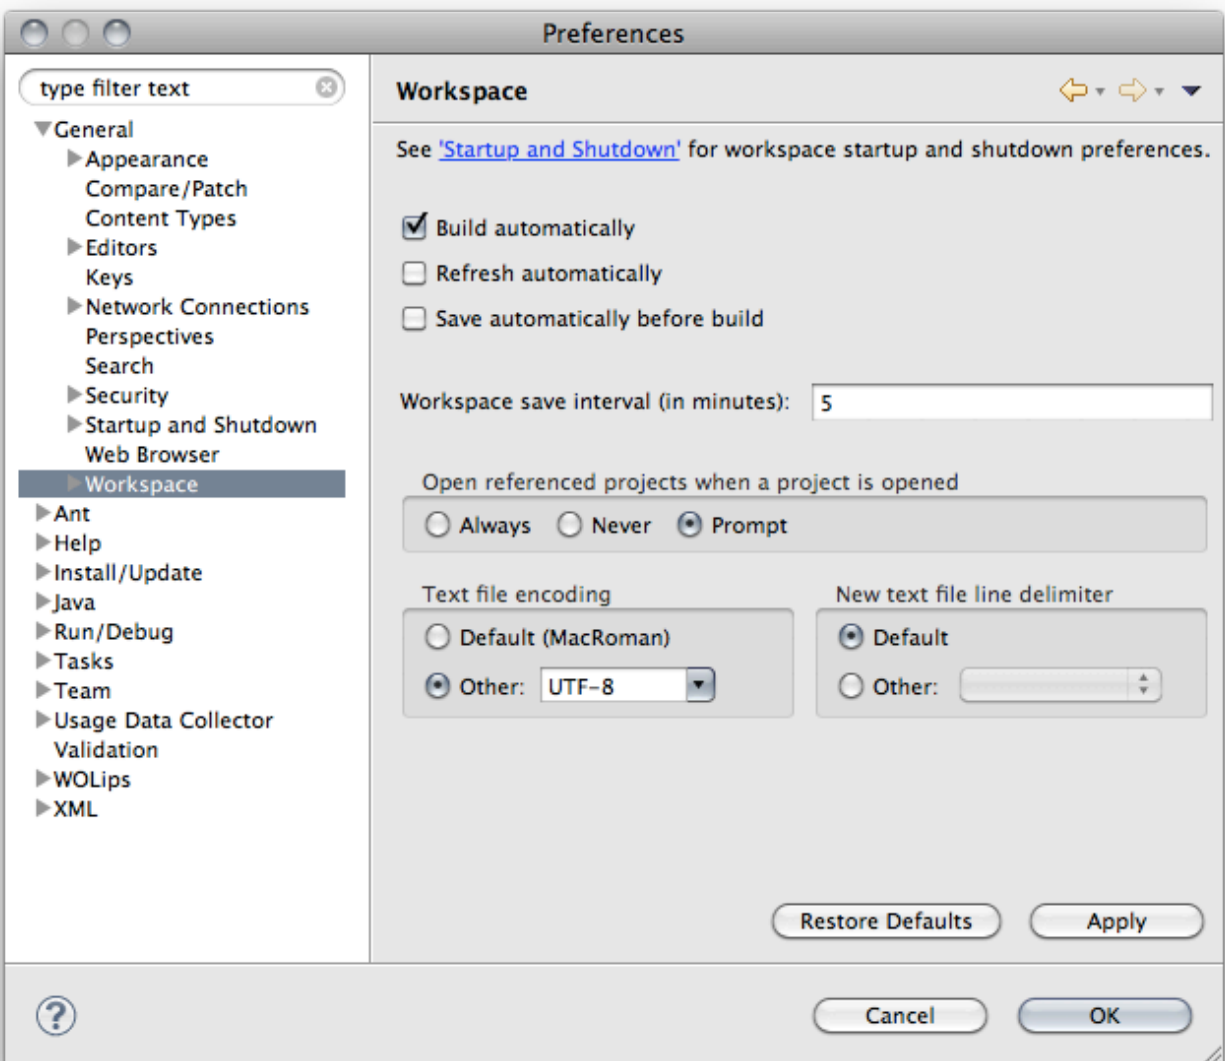 Preferences
type filter text
General
Appearance
Compare/Patch
Content Types
Editors
Keys
Network Connections
Perspectives
Search
Security
Startup and Shutdown
Web Browser
Workspace
Ant
Help
Install/Update
Java
Run/Debug
Tasks
Team
Usage Data Collector
Validation
WOLips
XML
Workspace
See 'Startup and Shutdown' for workspace startup and shutdown preferences.
Build automatically
Refresh automatically
Save automatically before build
Workspace save interval (in minutes): 5
Open referenced projects when a project is opened
Always Never Prompt
Text file encoding
Default (MacRoman)
Other: UTF-8
New text file line delimiter
Default
Other:
Restore Defaults Apply
? Cancel OK